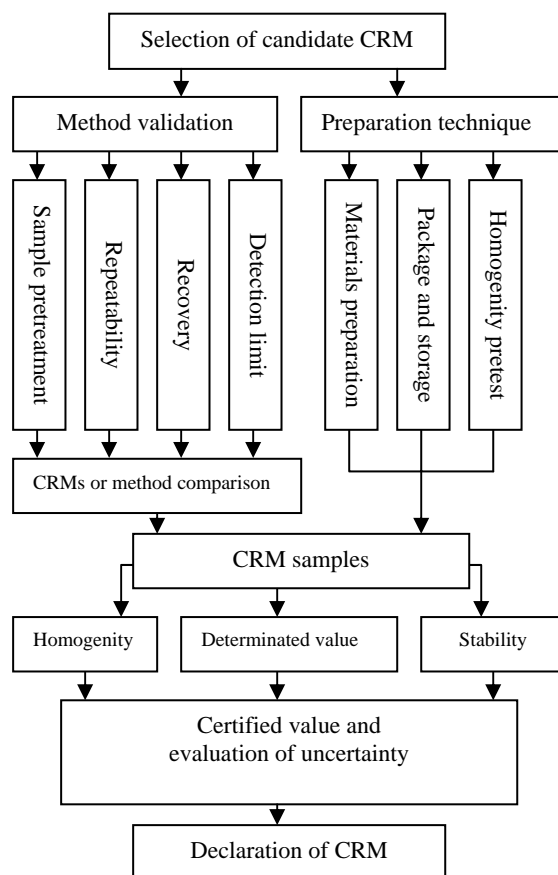 Selection of candidate CRM
Method validation
Preparation technique
Sample pretreatment
Repeatability
Recovery
Detection limit
Materials preparation
Package and storage
Homogenity pretest
CRMs or method comparison
CRM samples
Homogenity
Determinated value
Stability
Certified value and
evaluation of uncertainty
Declaration of CRM